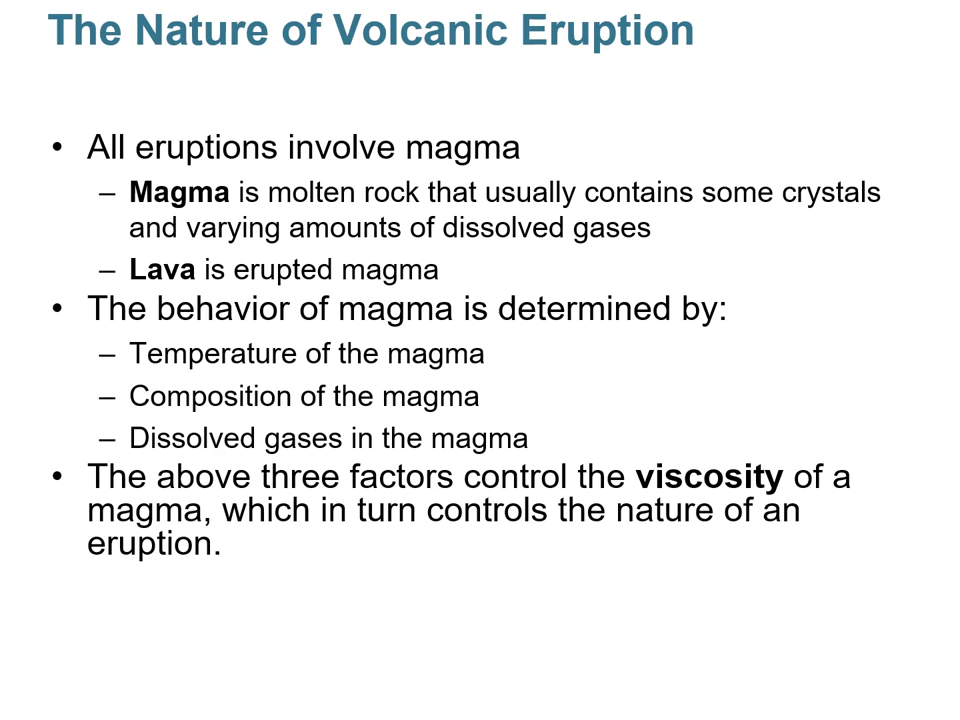 The Nature of Volcanic Eruption
• All eruptions involve magma
– Magma is molten rock that usually contains some crystals
and varying amounts of dissolved gases
– Lava is erupted magma
• The behavior of magma is determined by:
– Temperature of the magma
– Composition of the magma
– Dissolved gases in the magma
• The above three factors control the viscosity of a
magma, which in turn controls the nature of an
eruption.